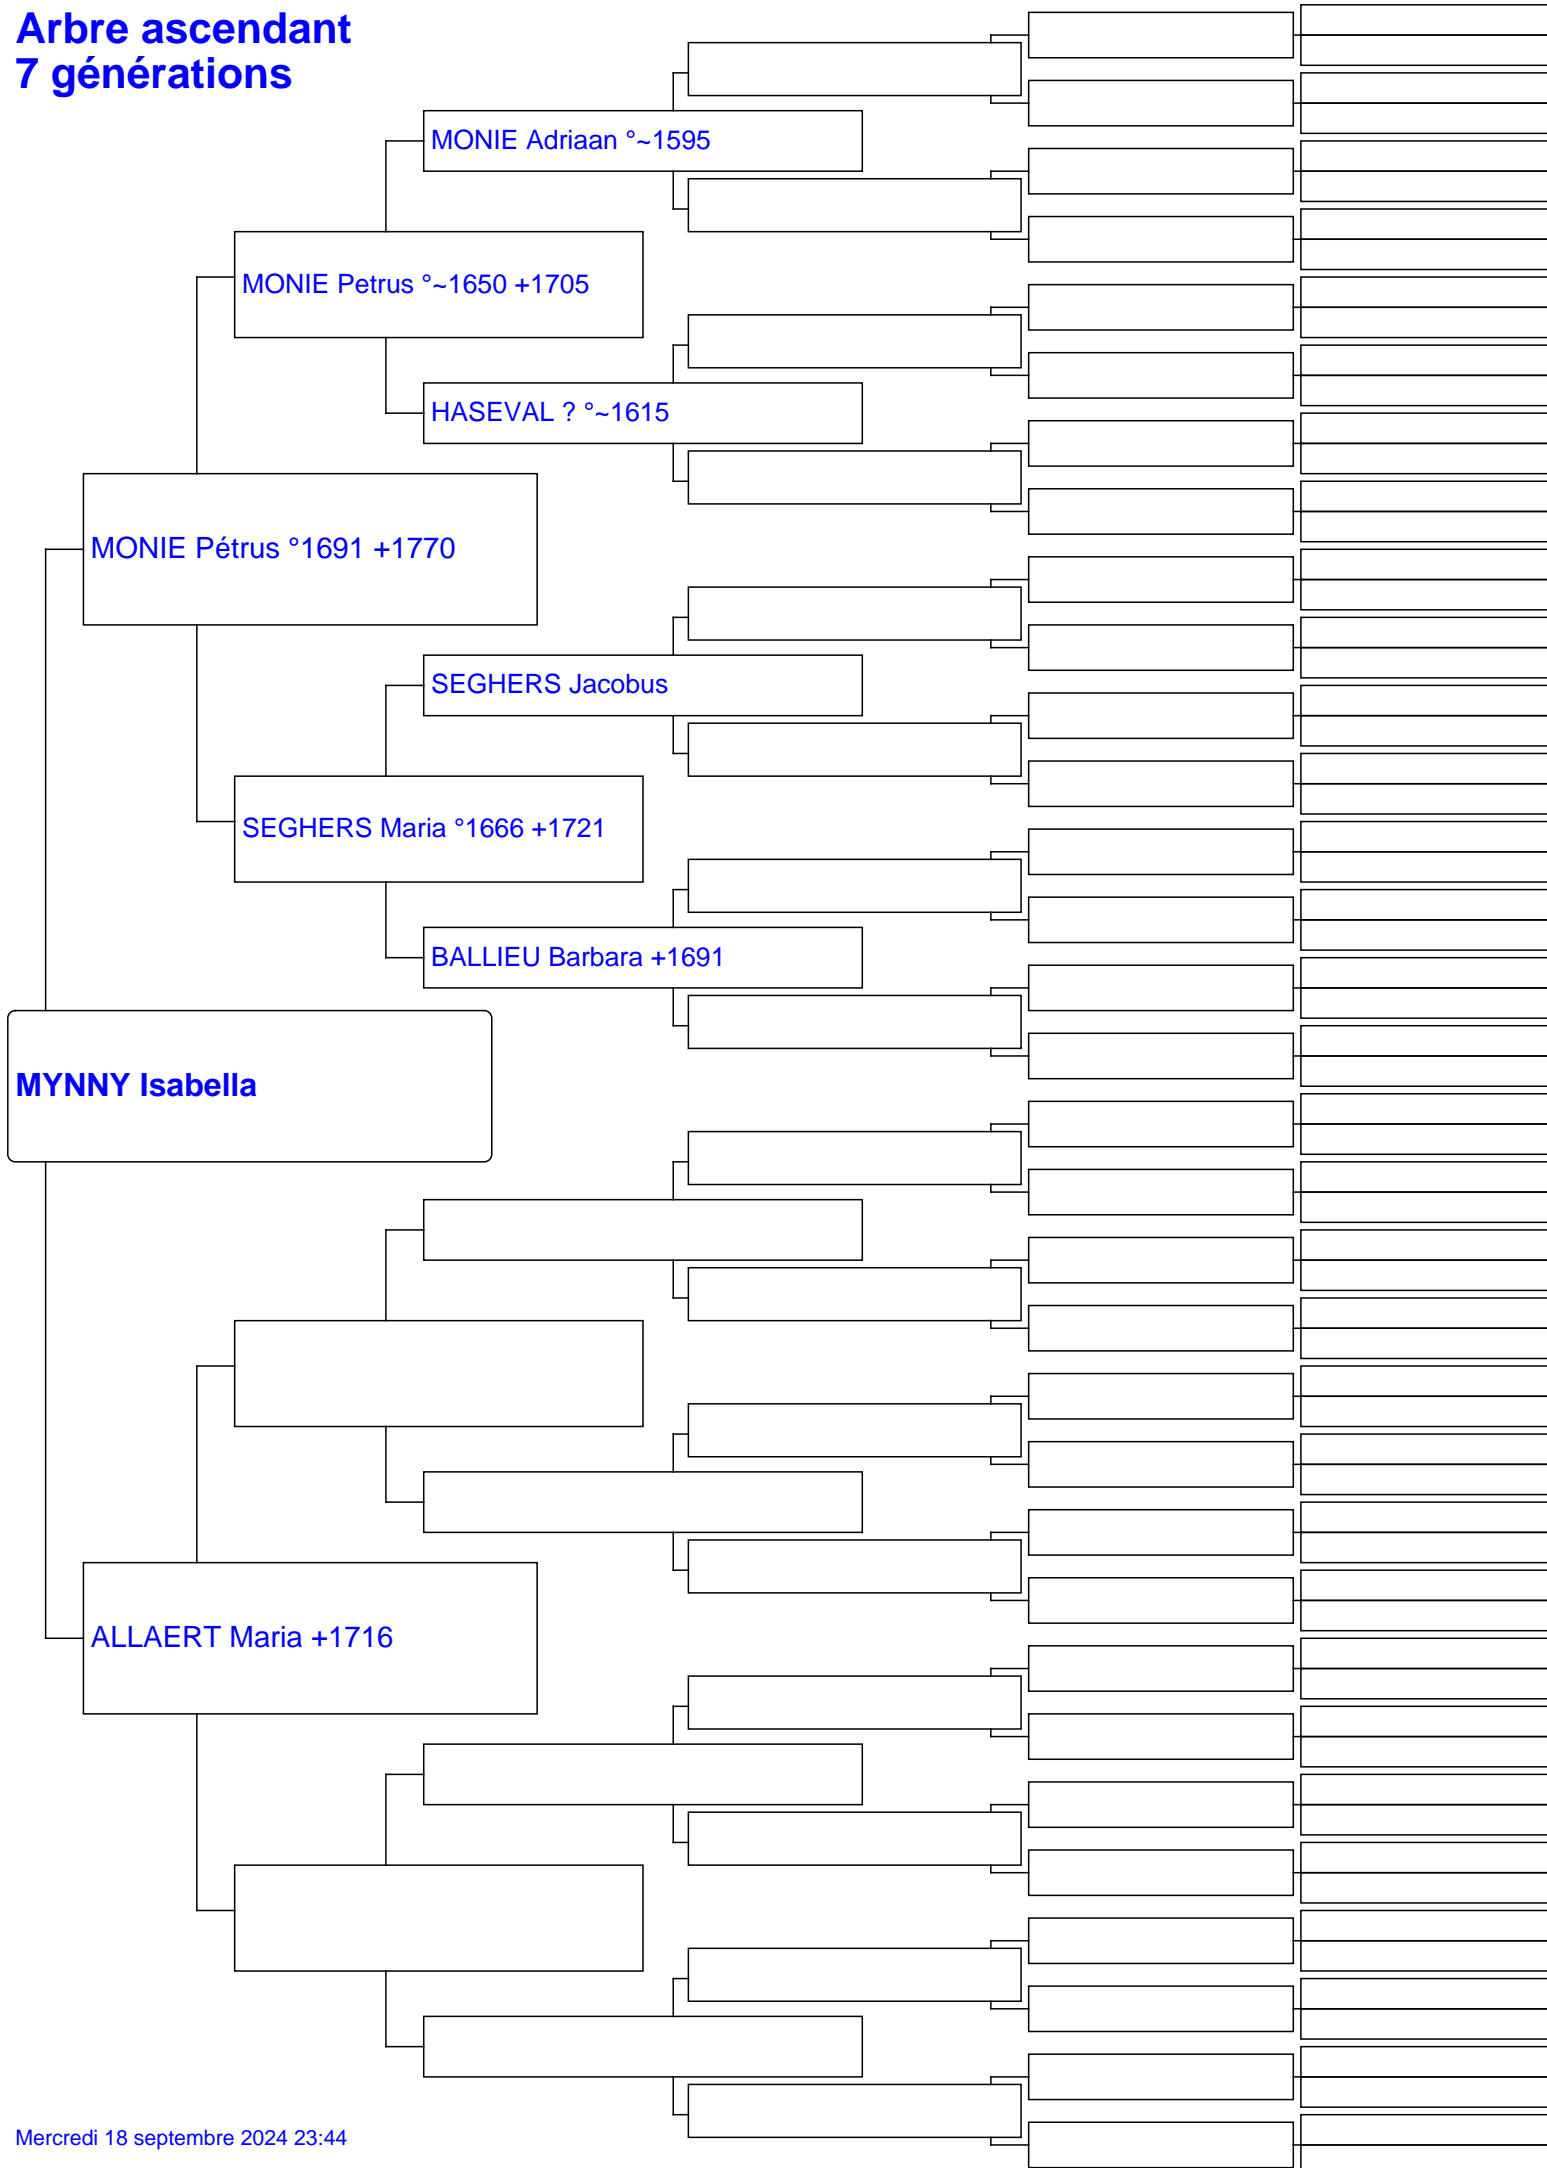 Arbre ascendant
7 générations
MONIE Adriaan °~1595
MONIE Petrus °~1650 +1705
HASEVAL ? °~1615
MONIE Pétrus °1691 +1770
SEGHERS Jacobus
SEGHERS Maria °1666 +1721
BALLIEU Barbara +1691
MYNNY Isabella
ALLAERT Maria +1716
Mercredi 18 septembre 2024 23:44